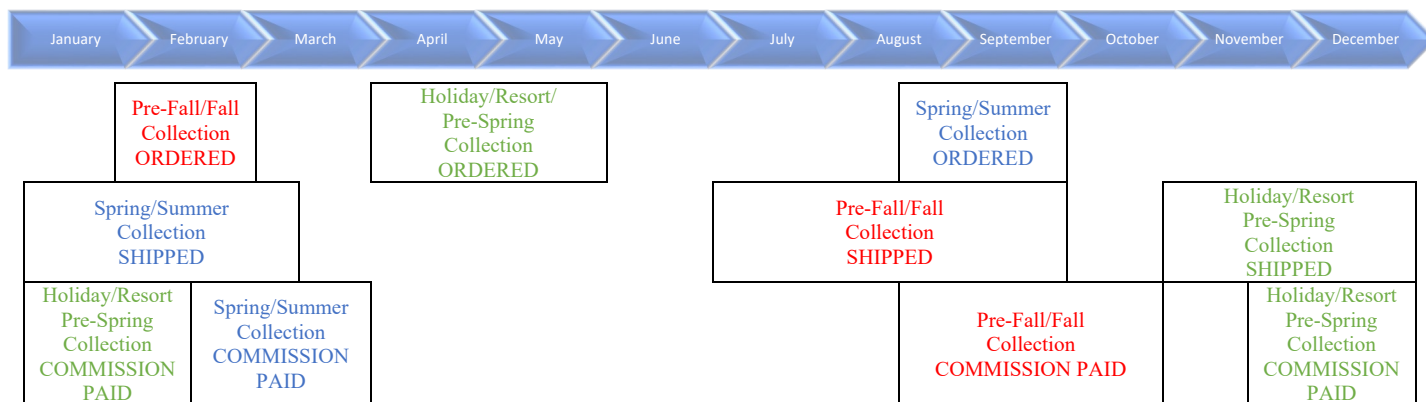 January February March April May June July August September October November December
Pre-Fall/Fall
Collection
ORDERED
Holiday/Resort/
Pre-Spring
Collection
ORDERED
Spring/Summer
Collection
ORDERED
Spring/Summer
Collection
SHIPPED
Pre-Fall/Fall
Collection
SHIPPED
Holiday/Resort
Pre-Spring
Collection
SHIPPED
Holiday/Resort
Pre-Spring
Collection
COMMISSION
PAID
Spring/Summer
Collection
COMMISSION
PAID
Pre-Fall/Fall
Collection
COMMISSION PAID
Holiday/Resort
Pre-Spring
Collection
COMMISSION
PAID